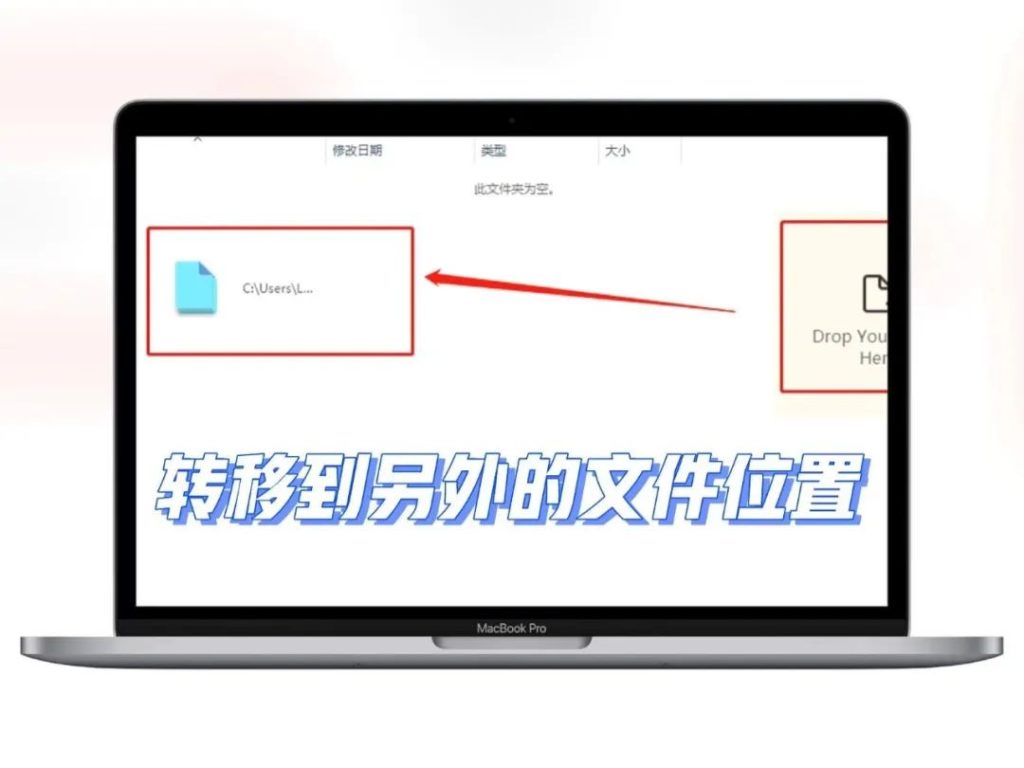 修改日期
类型
大小
此文件夹为空。
C:\Users\L...
Drop You
Her
转移到另外的文件位置
MacBook Pro